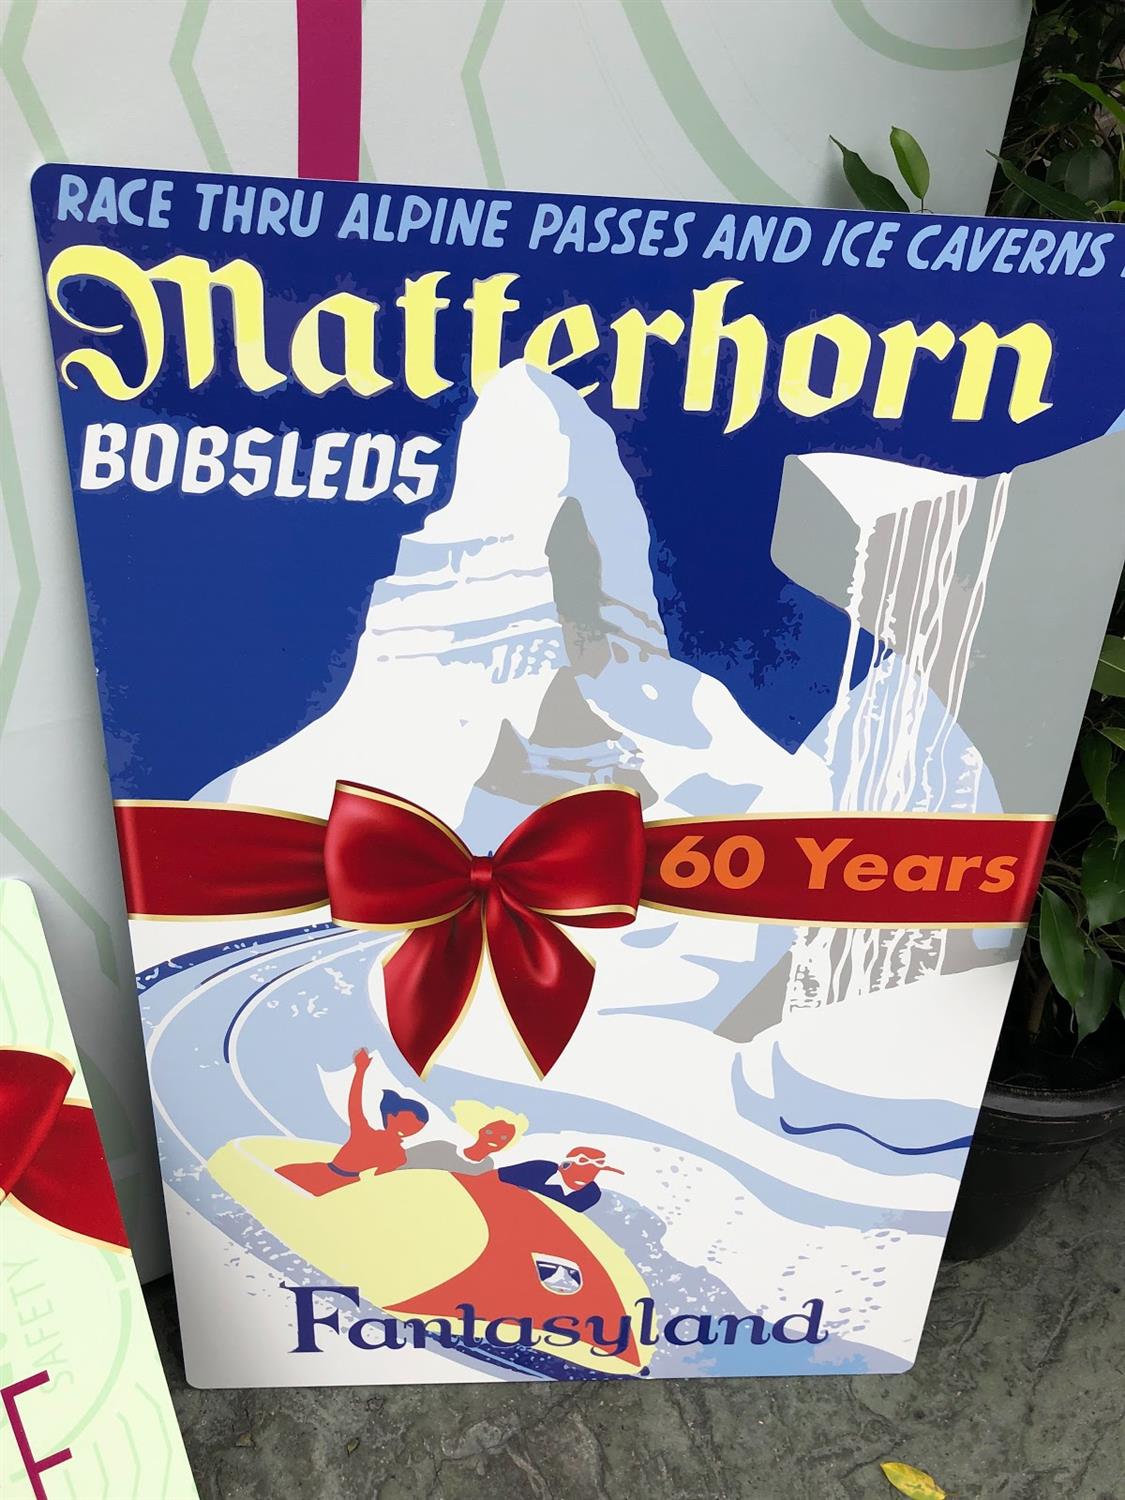 RACE THRU ALPINE PASSES AND ICE CAVERNS
Matterhorn
BOBSLEDS
60 Years
Fantasyland
SAFETY
F